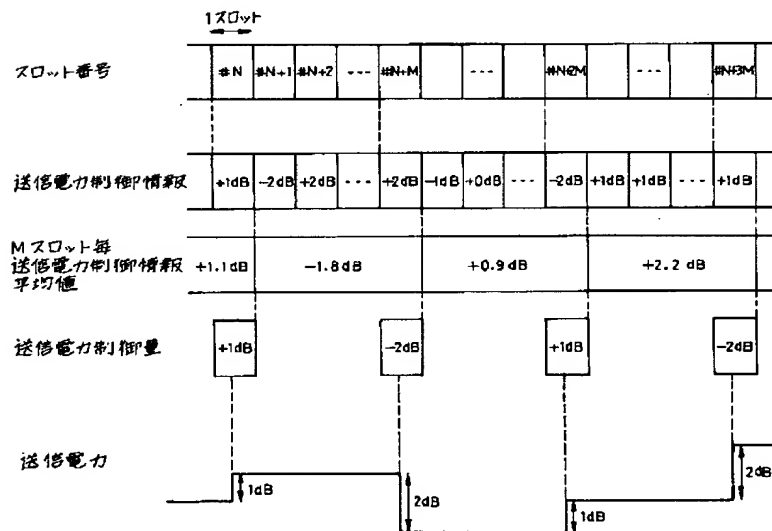 1スロット
スロット番号 #N #N+1 #N+2 --- #N+M --- #N+2M --- #N+3M
送信電力制御情報 +1dB -2dB +2dB --- +2dB -1dB +0dB --- -2dB +1dB +1dB --- +1dB
Mスロット毎
送信電力制御情報
平均値
+1.1dB -1.8dB +0.9dB +2.2dB
送信電力制御量 +1dB -2dB +1dB -2dB
送信電力
1dB 2dB 1dB 2dB